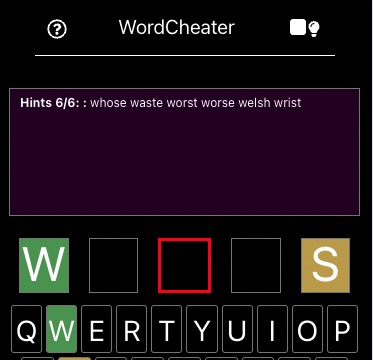 WordCheater
Hints 6/6: : whose waste worst worse welsh wrist
W S
Q W E R T Y U I O P